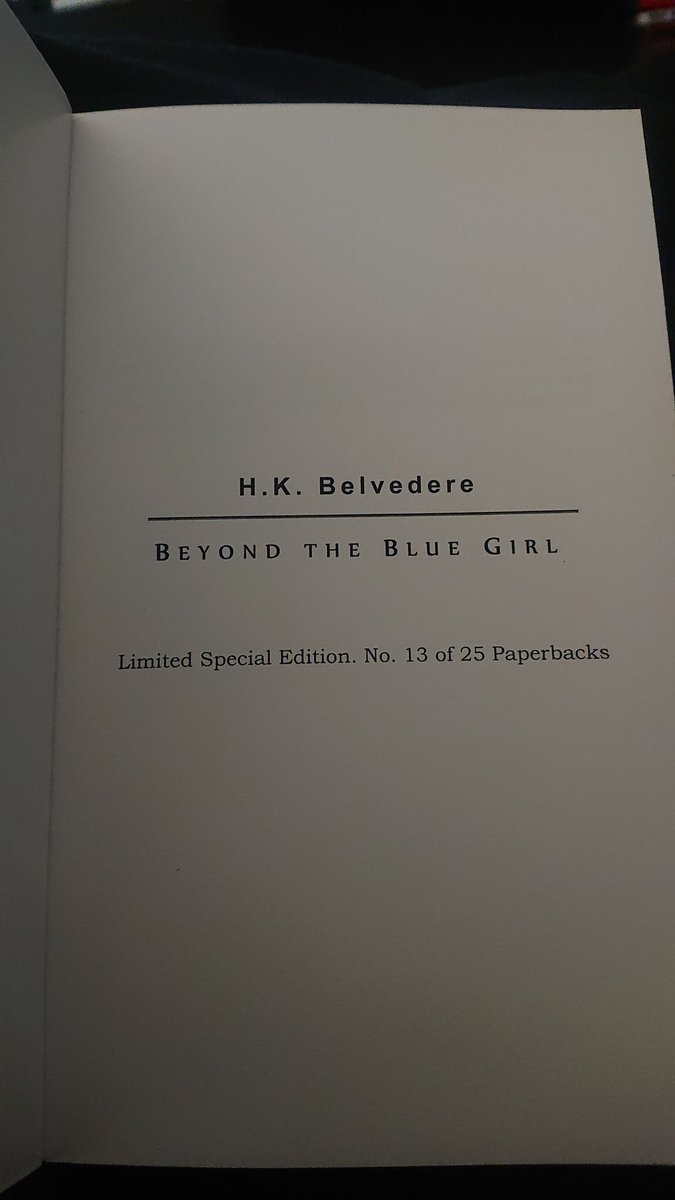 H.K. Belvedere
BEYOND THE BLUE GIRL
Limited Special Edition. No. 13 of 25 Paperbacks